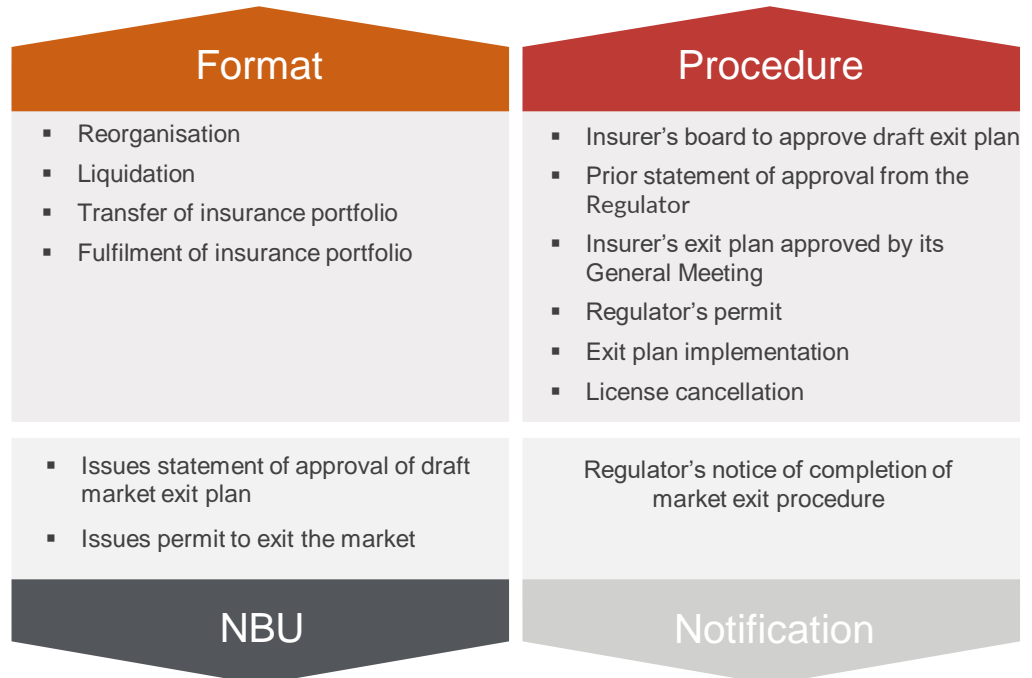 Format
▪ Reorganisation
▪ Liquidation
▪ Transfer of insurance portfolio
▪ Fulfilment of insurance portfolio
Procedure
▪ Insurer’s board to approve draft exit plan
▪ Prior statement of approval from the
Regulator
▪ Insurer’s exit plan approved by its
General Meeting
▪ Regulator’s permit
▪ Exit plan implementation
▪ License cancellation
▪ Issues statement of approval of draft
market exit plan
▪ Issues permit to exit the market
NBU
Regulator’s notice of completion of
market exit procedure
Notification